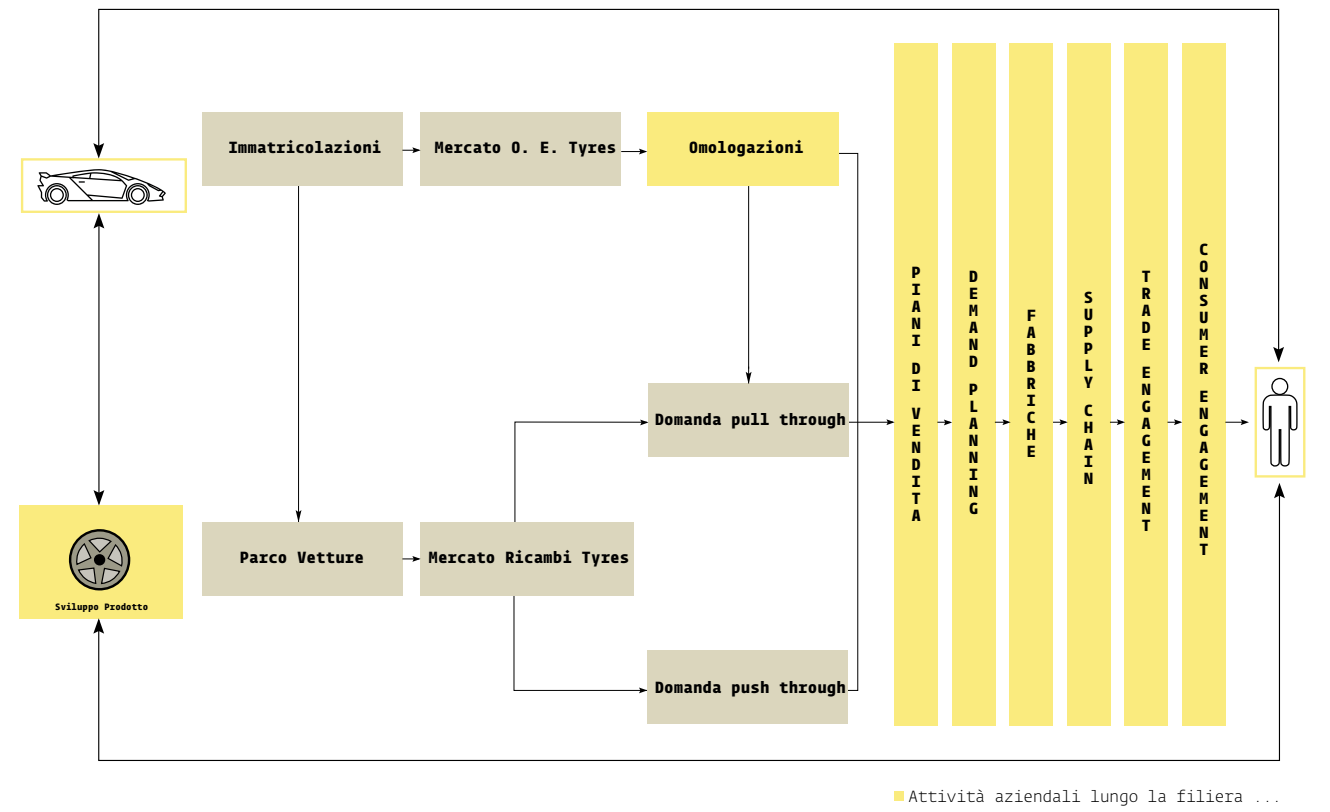 Immatricolazioni
Mercato O. E. Tyres
Omologazioni
Domanda pull through
Parco Vetture
Mercato Ricambi Tyres
Domanda push through
Sviluppo Prodotto
PIANI DI VENDITA
DEMAND PLANNING
FABBRICHE
SUPPLY CHAIN
TRADE ENGAGEMENT
CONSUMER ENGAGEMENT
Attività aziendali lungo la filiera ...